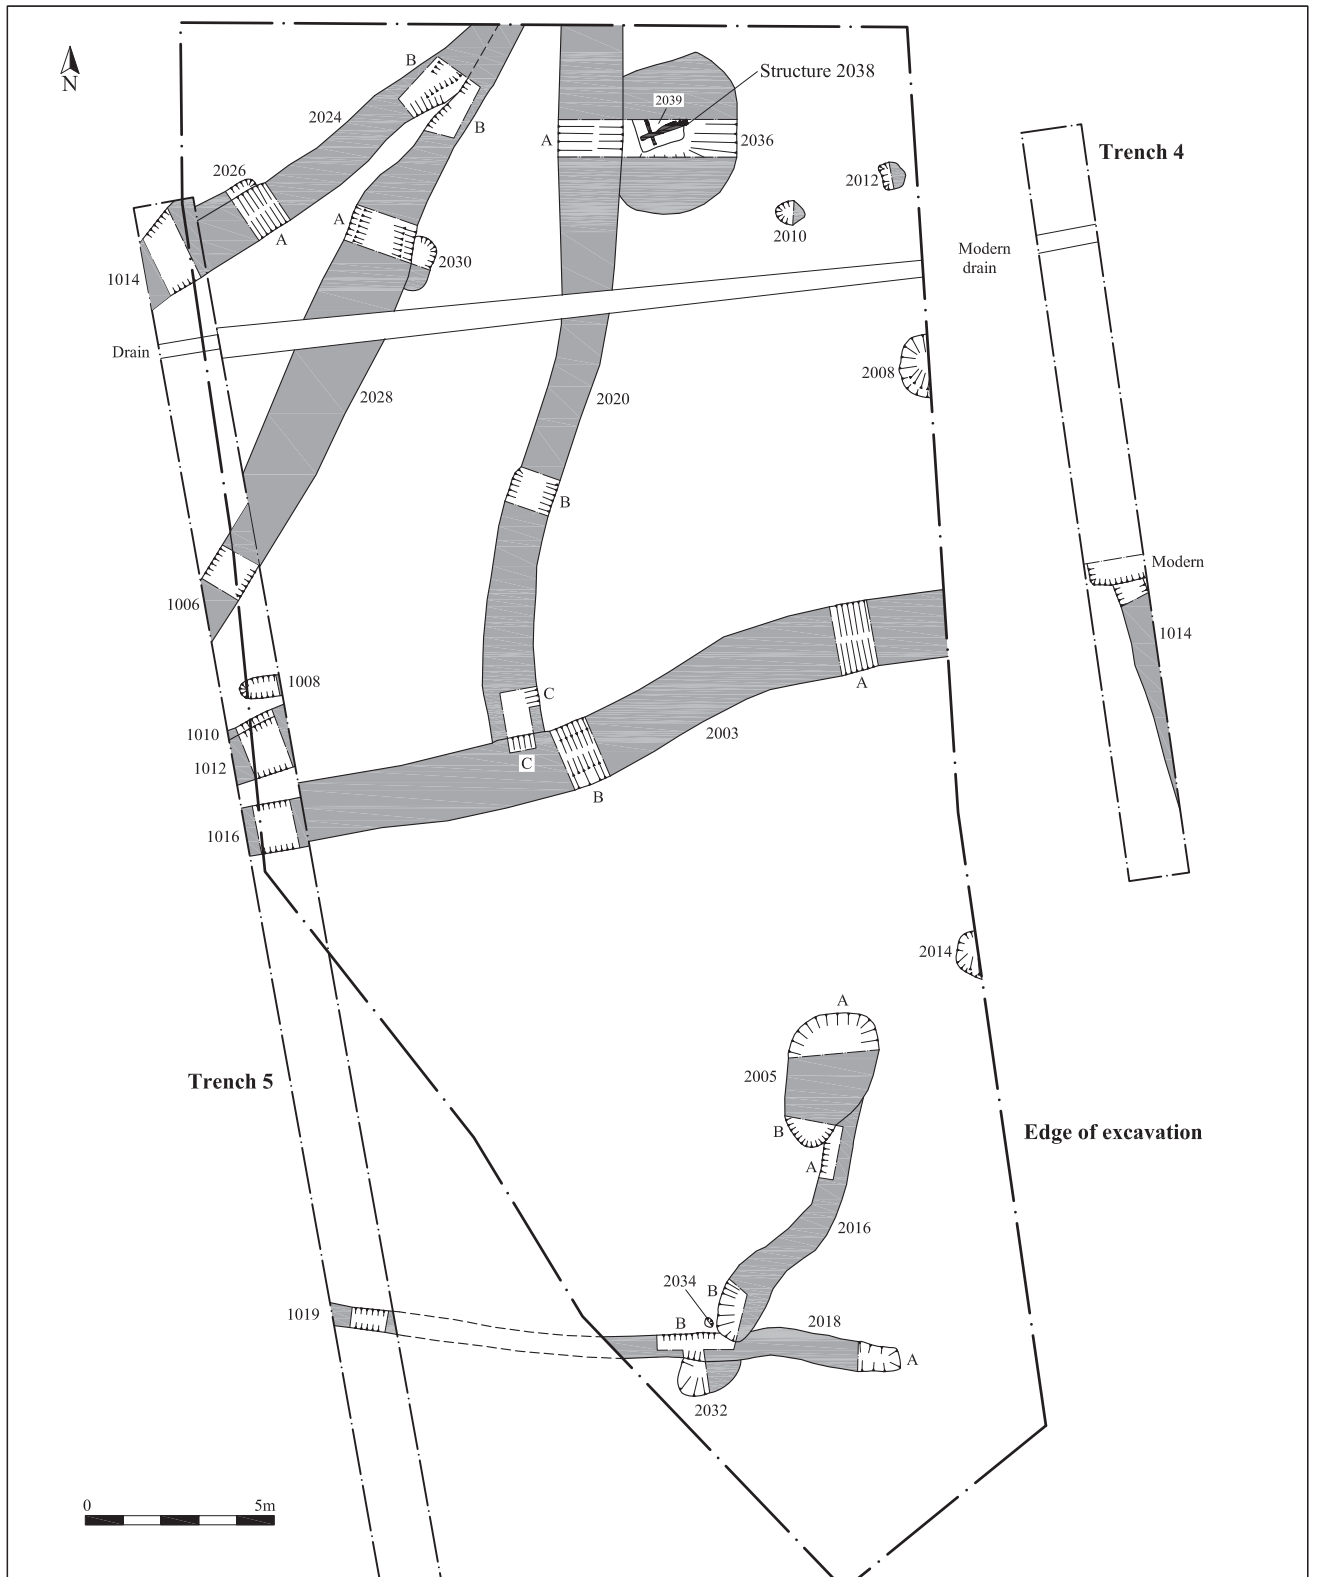 B
Structure 2038
N
2039
2024
B
A
2036
Trench 4
2026
2012
A
2010
A
2030
Modern
drain
1014
Drain
2008
2028
2020
B
Modern
1006
1014
1008
C
A
1010
2003
1012
C
B
1016
2014
A
2005
Trench 5
B
Edge of excavation
A
2016
2034
B
1019
B
2018
A
2032
0 5m